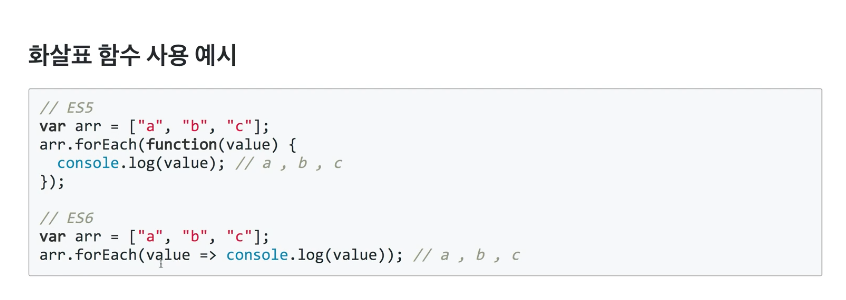 화살표 함수 사용 예시
// ES5
var arr = ["a", "b", "c"];
arr.forEach(function(value) {
  console.log(value); // a , b , c
});
// ES6
var arr = ["a", "b", "c"];
arr.forEach(value => console.log(value)); // a , b , c